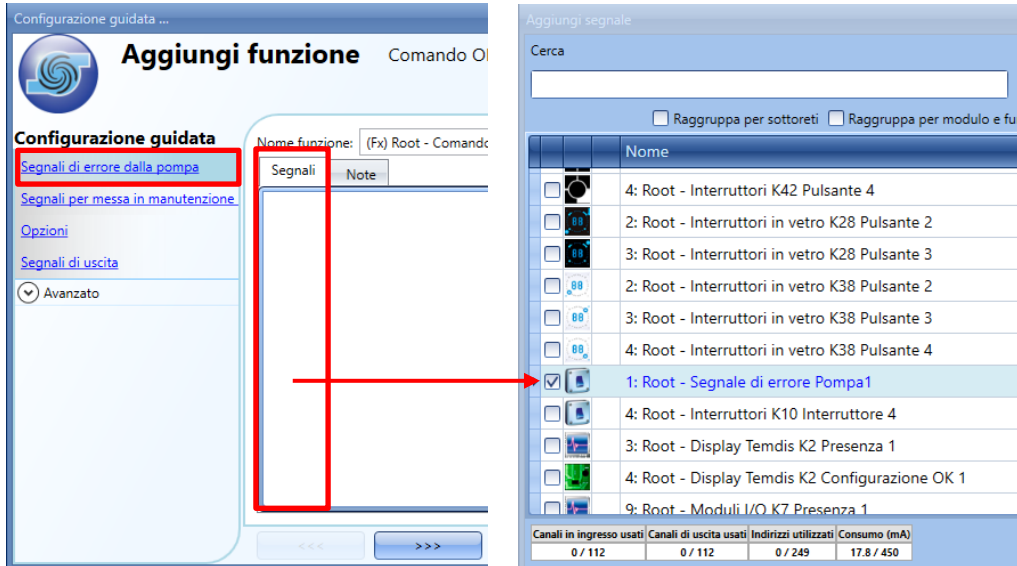 Configurazione guidata ...
Aggiungi funzione
Comando O
Configurazione guidata
Segnali di errore dalla pompa
Segnali per messa in manutenzione
Opzioni
Segnali di uscita
Avanzato
Nome funzione: (Fx) Root - Comando
Segnali
Note
<<<
>>>
Aggiungi segnale
Cerca
Raggruppa per sottoreti
Raggruppa per modulo e fu
Nome
4: Root - Interruttori K42 Pulsante 4
2: Root - Interruttori in vetro K28 Pulsante 2
3: Root - Interruttori in vetro K28 Pulsante 3
2: Root - Interruttori in vetro K38 Pulsante 2
3: Root - Interruttori in vetro K38 Pulsante 3
4: Root - Interruttori in vetro K38 Pulsante 4
1: Root - Segnale di errore Pompa1
4: Root - Interruttori K10 Interruttore 4
3: Root - Display Temdis K2 Presenza 1
4: Root - Display Temdis K2 Configurazione OK 1
9: Root - Moduli I/O K7 Presenza 1
Canali in ingresso usati Canali di uscita usati Indirizzi utilizzati Consumo (mA)
0 / 112 0 / 112 0 / 249 17.8 / 450